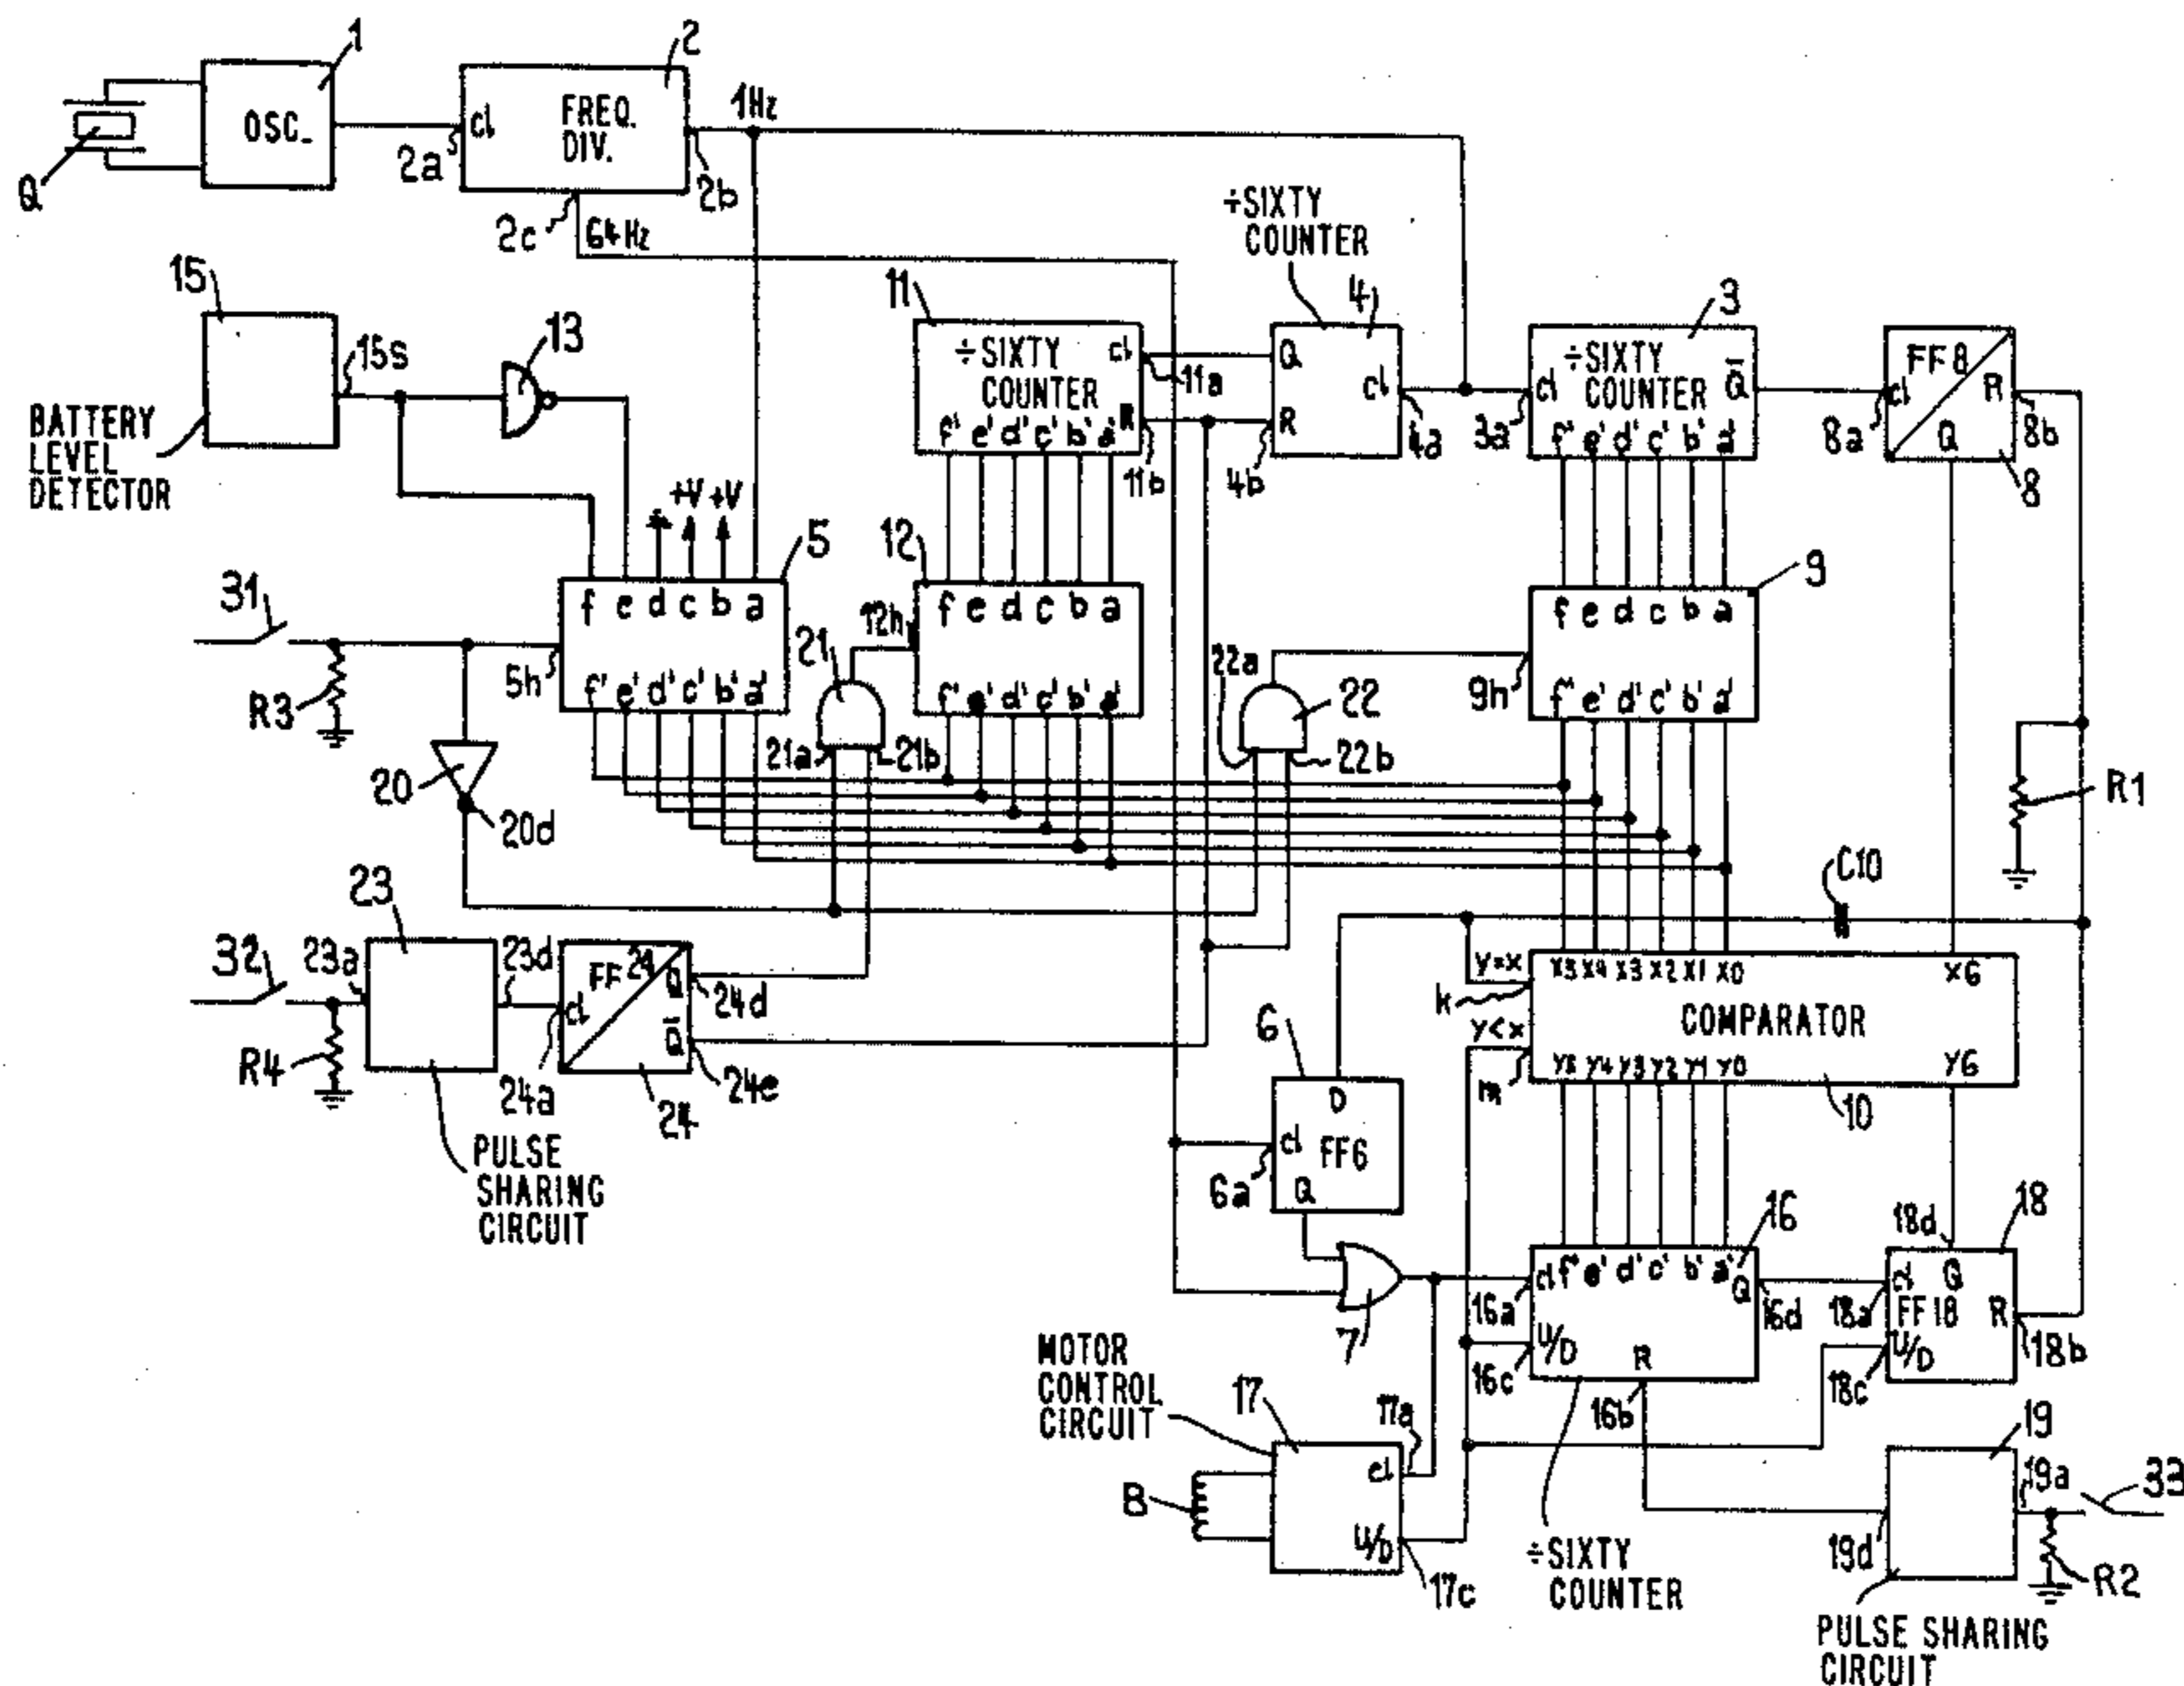 1
OSC.
Q
2
cl
FREQ.
DIV.
2a
2b
2c
1Hz
64Hz
15
15s
13
BATTERY
LEVEL
DETECTOR
11
÷SIXTY
COUNTER
cl
R
f' e' d' c' b' a'
11a
11b
÷SIXTY
COUNTER
4
Q
cl
R
4a
4b
3
cl
÷SIXTY
COUNTER
Q̄
f' e' d' c' b' a'
3a
FF8
cl
R
Q
8a
8b
8
+V +V
5
f e d c b a
f' e' d' c' b' a'
5h
31
R3
20
20d
12
f e d c b a
f' e' d' c' b' a'
12h
21
21a
21b
22a
22
22b
9
f e d c b a
f' e' d' c' b' a'
9h
R1
C10
23
23a
23d
32
R4
PULSE
SHARING
CIRCUIT
FF 24
cl
Q
Q̄
24a
24d
24e
24
y=x
k
y<x
m
x5 x4 x3 x2 x1 x0
x6
COMPARATOR
y5 y4 y3 y2 y1 y0
y6
10
6
D
cl
FF6
Q
6a
7
16
cl f' e' d' c' b' a'
Q
U/D
R
16a
16b
16c
16d
÷SIXTY
COUNTER
18
18d
cl Q
FF18
R
U/D
18a
18b
18c
MOTOR
CONTROL
CIRCUIT
17
cl
U/D
17a
17c
B
19
19a
19d
33
R2
PULSE SHARING
CIRCUIT